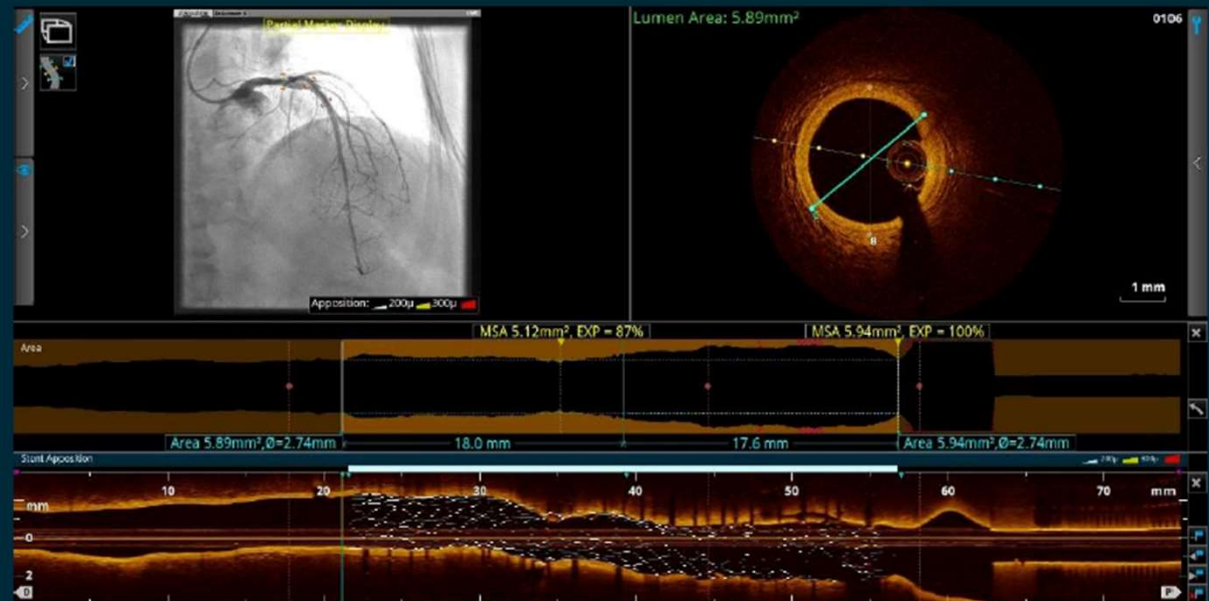 Partial Marker Display
Apposition: 200µ 300µ
Lumen Area: 5.89mm²
0106
B
1 mm
MSA 5.12mm², EXP = 87%
MSA 5.94mm², EXP = 100%
Area
Area 5.89mm²,Ø=2.74mm
18.0 mm
17.6 mm
Area 5.94mm²,Ø=2.74mm
Stent Apposition
200µ 300µ
10 20 30 40 50 60 70 mm
mm
0
2
D
P